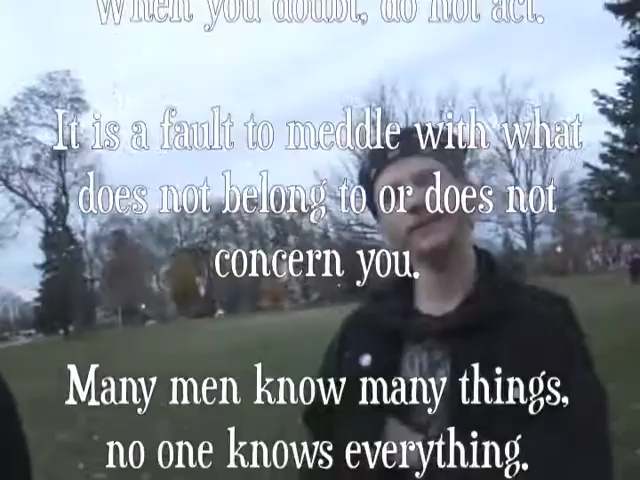 When you doubt, do not act.
It is a fault to meddle with what
does not belong to or does not
concern you.
Many men know many things,
no one knows everything.